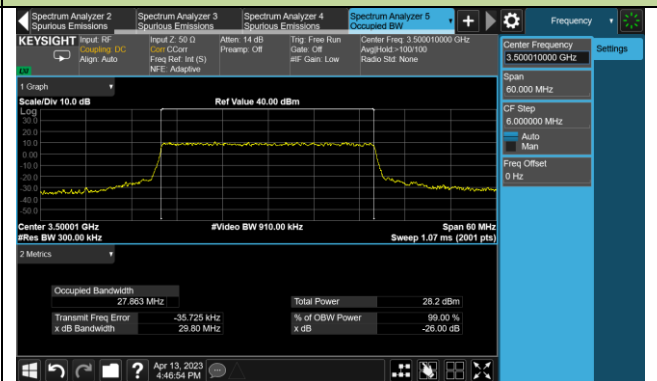 Spectrum Analyzer 2 Spurious Emissions
Spectrum Analyzer 3 Spurious Emissions
Spectrum Analyzer 4 Spurious Emissions
Spectrum Analyzer 5 Occupied BW
Frequency
KEYSIGHT
Input: RF
Coupling: DC
Align: Auto
Input Z: 50 Ω
Corr CCorr
Freq Ref: Int (S)
NFE: Adaptive
Atten: 14 dB
Preamp: Off
Trig: Free Run
Gate: Off
#IF Gain: Low
Center Freq: 3.500010000 GHz
Avg|Hold:>100/100
Radio Std: None
Center Frequency
3.500010000 GHz
Settings
Span
60.000 MHz
CF Step
6.000000 MHz
Auto
Man
Freq Offset
0 Hz
1 Graph
Scale/Div 10.0 dB
Ref Value 40.00 dBm
Log
30.0
20.0
10.0
0.00
-10.0
-20.0
-30.0
-40.0
-50.0
Center 3.50001 GHz
#Video BW 910.00 kHz
Span 60 MHz
#Res BW 300.00 kHz
Sweep 1.07 ms (2001 pts)
2 Metrics
Occupied Bandwidth
27.863 MHz
Total Power 28.2 dBm
Transmit Freq Error -35.725 kHz
% of OBW Power 99.00 %
x dB Bandwidth 29.80 MHz
x dB -26.00 dB
Apr 13, 2023
4:46:54 PM